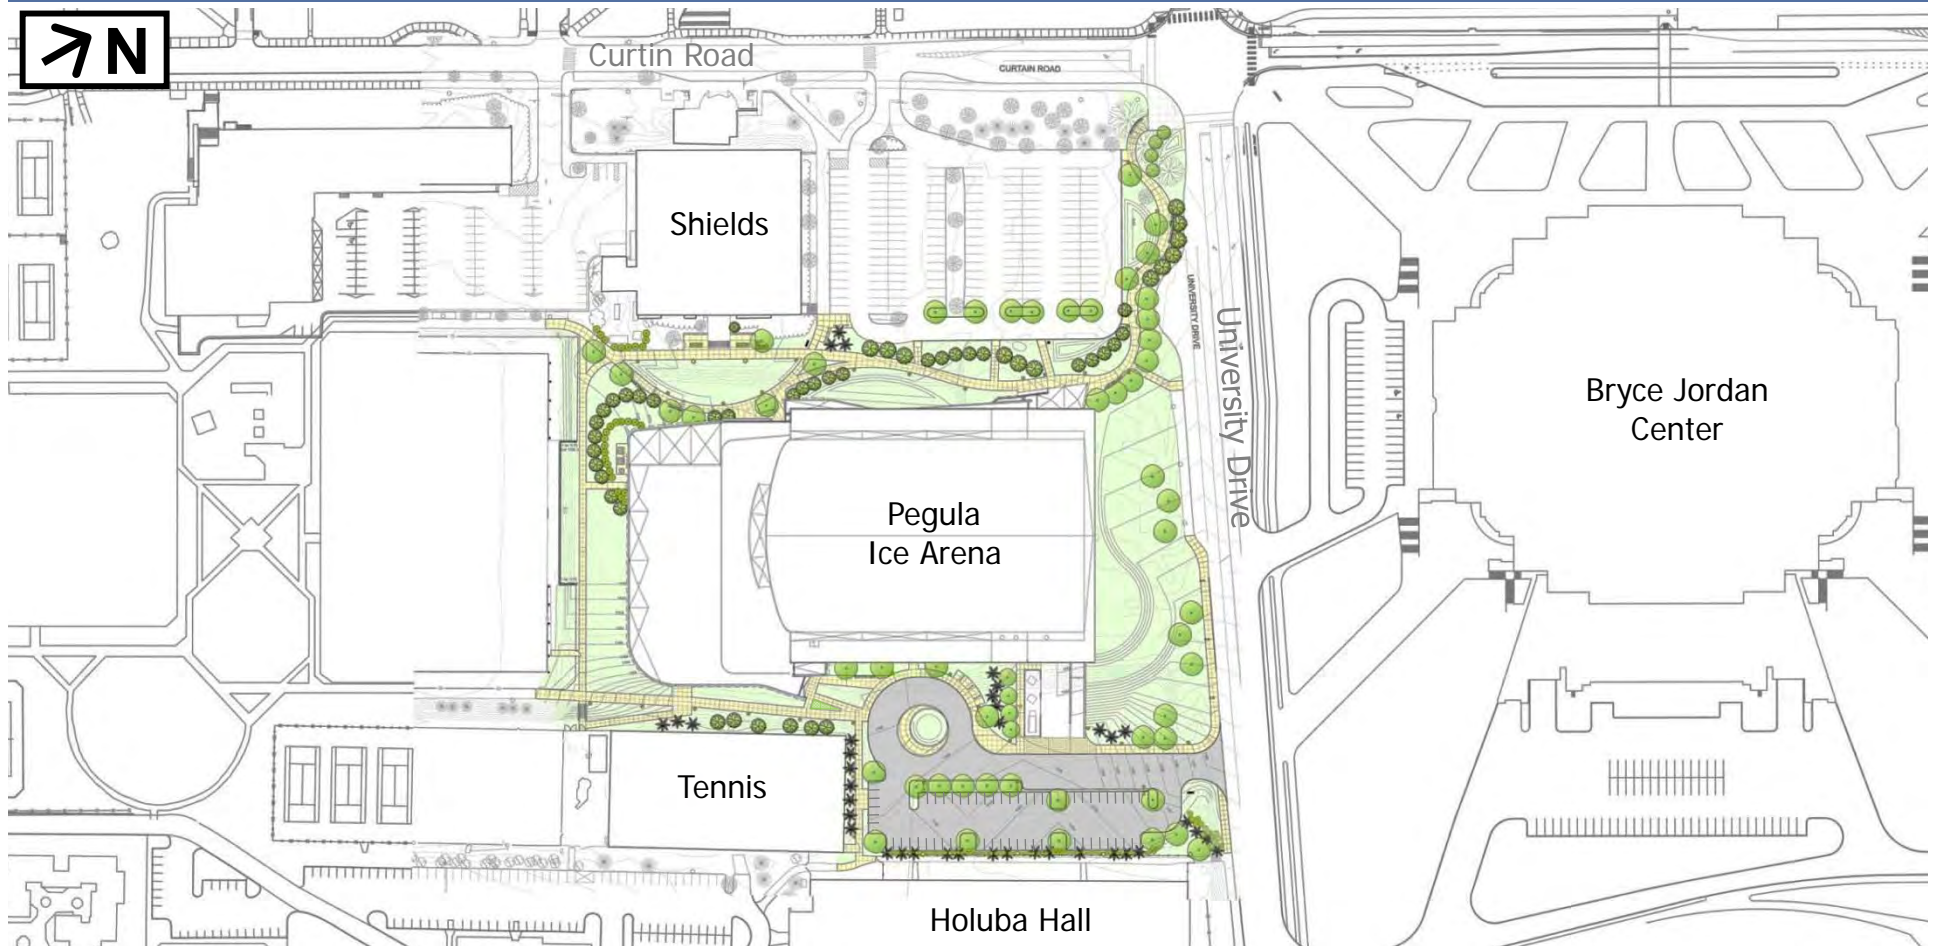 N
Curtin Road
CURTAIN ROAD
Shields
UNIVERSITY DRIVE
University Drive
Bryce Jordan
Center
Pegula
Ice Arena
Tennis
Holuba Hall